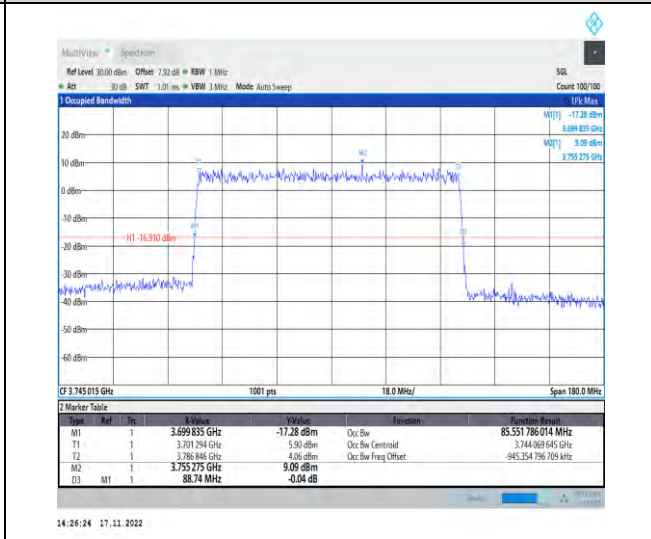 MultiView Spectrum
Ref Level 30.00 dBm Offset 7.92 dB RBW 1 MHz SGL
Att 30 dB SWT 1.01 ms VBW 3 MHz Mode Auto Sweep Count 100/100
1 Occupied Bandwidth 1Pk Max
M1[1] -17.28 dBm
3.699 835 GHz
M2[1] 9.09 dBm
3.755 275 GHz
20 dBm
M2
10 dBm
0 dBm
M1
-10 dBm
H1 -16.910 dBm
-20 dBm
-30 dBm
-40 dBm
-50 dBm
-60 dBm
CF 3.745 015 GHz 1001 pts 18.0 MHz/ Span 180.0 MHz
2 Marker Table
Type Ref Trc X-Value Y-Value Function Function Result
M1 1 3.699 835 GHz -17.28 dBm Occ Bw 85.551 786 014 MHz
T1 1 3.701 294 GHz 5.90 dBm Occ Bw Centroid 3.744 069 645 GHz
T2 1 3.786 846 GHz 4.06 dBm Occ Bw Freq Offset -945.354 796 709 kHz
M2 1 3.755 275 GHz 9.09 dBm
D3 M1 1 88.74 MHz -0.04 dB
14:26:24 17.11.2022